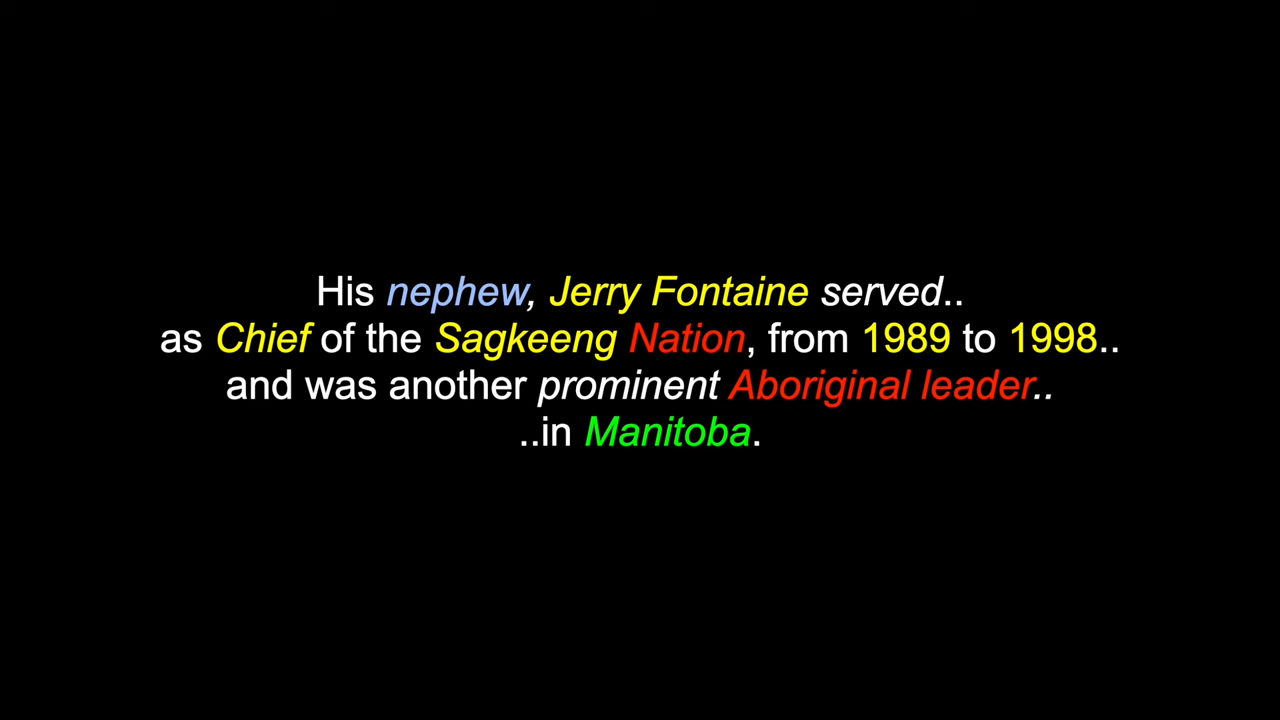 His nephew, Jerry Fontaine served..
as Chief of the Sagkeeng Nation, from 1989 to 1998..
and was another prominent Aboriginal leader..
..in Manitoba.